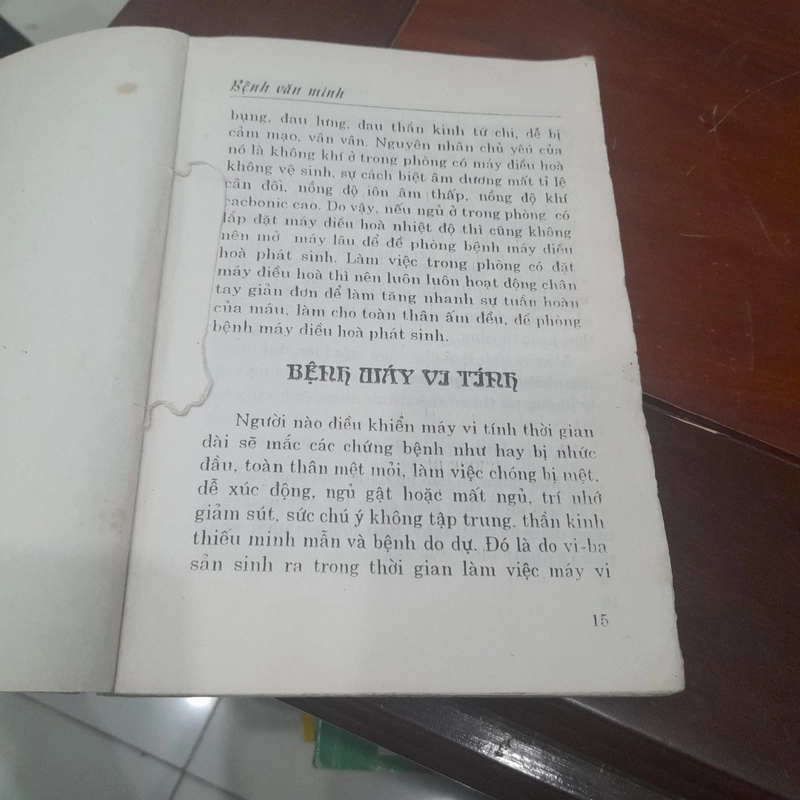 Bệnh văn minh
bụng, đau lưng, đau thần kinh tứ chi, dễ bị
cảm mạo, vân vân. Nguyên nhân chủ yếu của
nó là không khí ở trong phòng có máy điều hoà
không vệ sinh, sự cách biệt âm dương mất tỉ lệ
cân đối, nồng độ iôn âm thấp, nồng độ khí
cacbonic cao. Do vậy, nếu ngủ ở trong phòng có
lắp đặt máy điều hoà nhiệt độ thì cũng không
nên mở máy lâu để đề phòng bệnh máy điều
hoà phát sinh. Làm việc trong phòng có đặt
máy điều hoà thì nên luôn luôn hoạt động chân
tay giản đơn để làm tăng nhanh sự tuần hoàn
của máu, làm cho toàn thân ấm đều, đề phòng
bệnh máy điều hoà phát sinh.
BỆNH MÁY VI TÍNH
Người nào điều khiển máy vi tính thời gian
dài sẽ mắc các chứng bệnh như hay bị nhức
đầu, toàn thân mệt mỏi, làm việc chóng bị mệt,
dễ xúc động, ngủ gật hoặc mất ngủ, trí nhớ
giảm sút, sức chú ý không tập trung, thần kinh
thiếu minh mẫn và bệnh do dự. Đó là do vi-ba
sản sinh ra trong thời gian làm việc máy vi
15